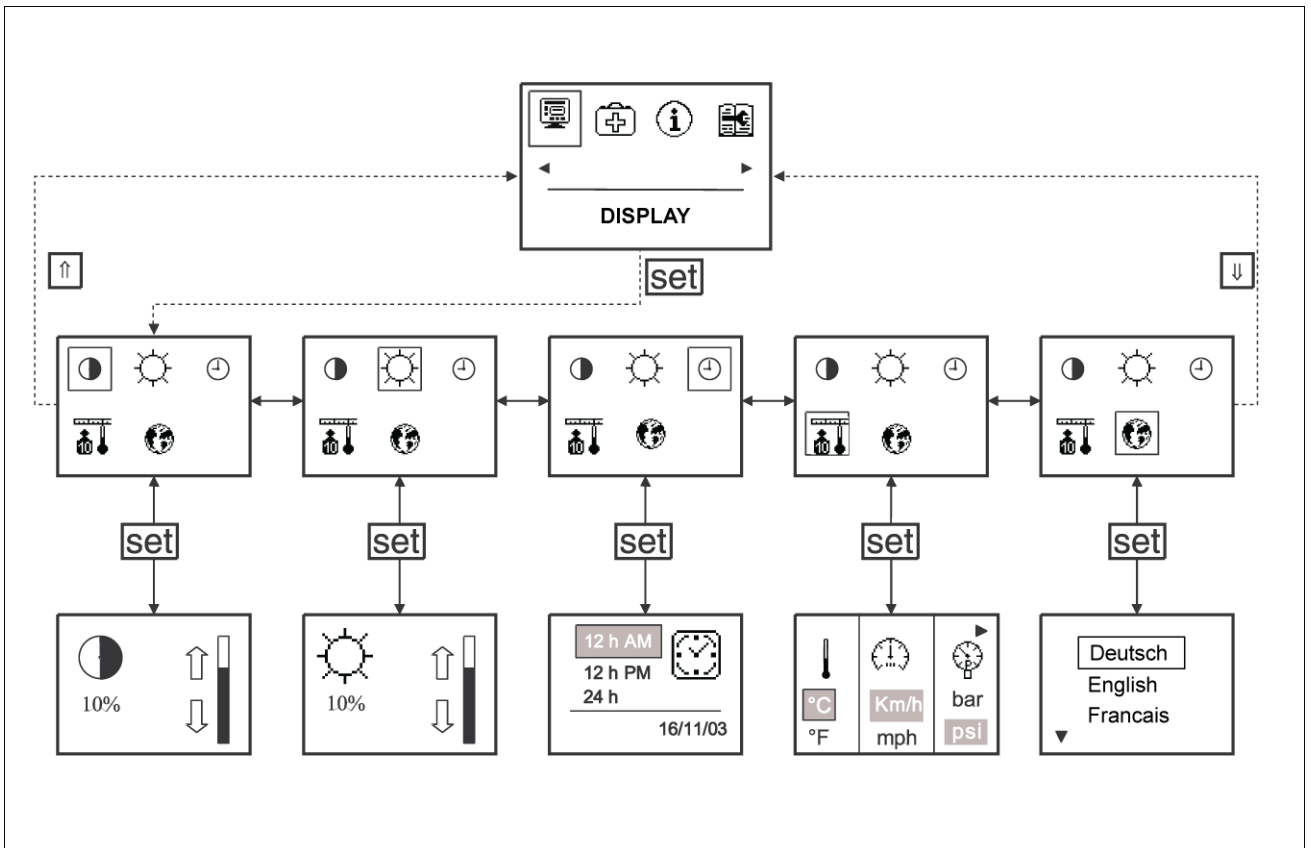 DISPLAY
set
set
set
set
set
set
10%
10%
12 h AM
12 h PM
24 h
16/11/03
°C
°F
Km/h
mph
P
bar
psi
Deutsch
English
Francais